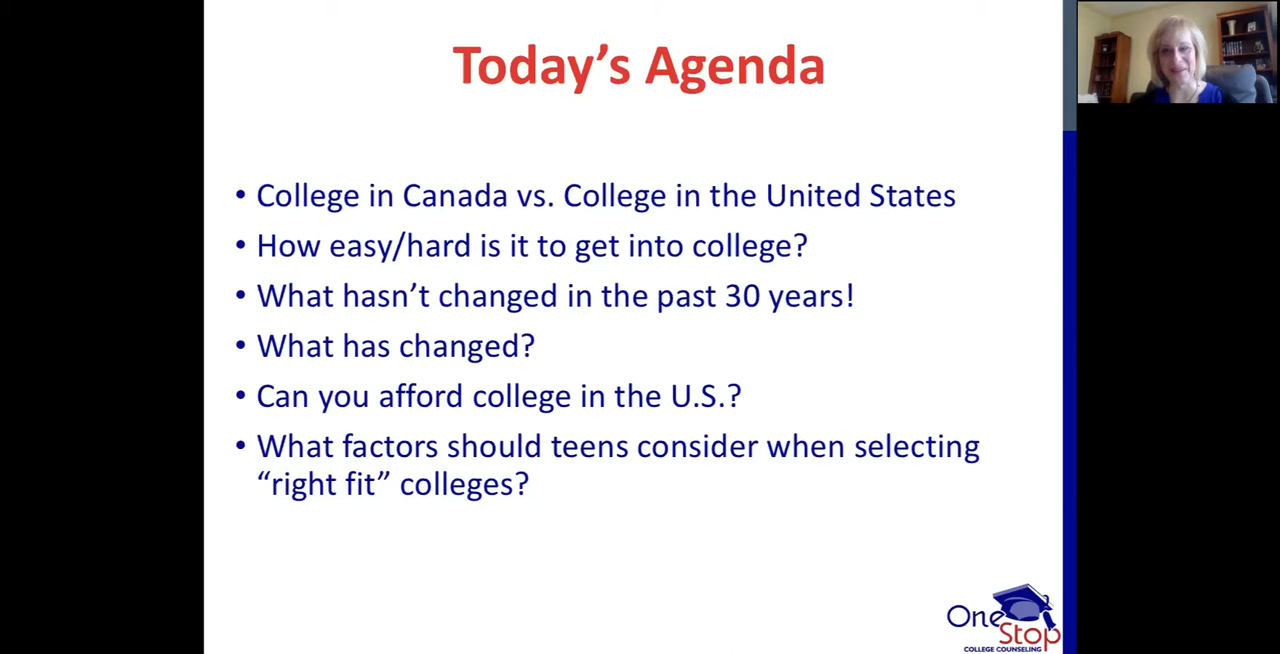 Today’s Agenda
• College in Canada vs. College in the United States
• How easy/hard is it to get into college?
• What hasn’t changed in the past 30 years!
• What has changed?
• Can you afford college in the U.S.?
• What factors should teens consider when selecting
“right fit” colleges?
One
Stop
COLLEGE COUNSELING